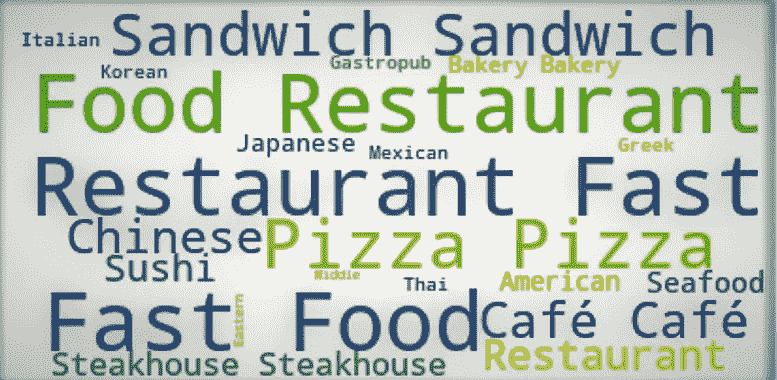 Italian Sandwich Sandwich
Korean Gastropub Bakery Bakery
Food Restaurant
Japanese Mexican Greek
Restaurant Fast
Chinese Pizza Pizza
Sushi Middle Thai American Seafood
Fast Eastern Food Café Café
Steakhouse Steakhouse Restaurant